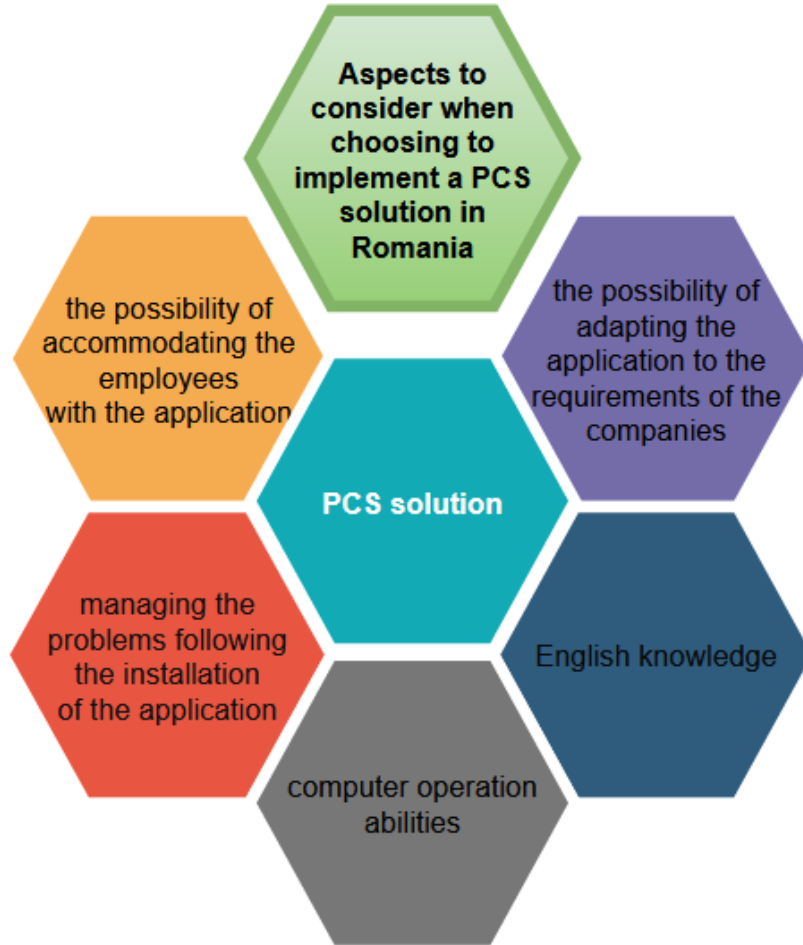 Aspects to
consider when
choosing to
implement a PCS
solution in
Romania
the possibility of
accommodating the
employees
with the application
the possibility of
adapting the
application to the
requirements of the
companies
PCS solution
managing the
problems following
the installation
of the application
English knowledge
computer operation
abilities